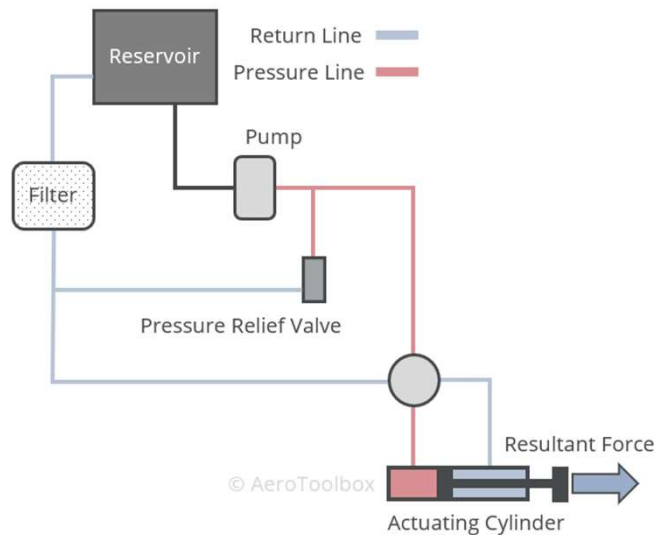 Reservoir
Return Line
Pressure Line
Pump
Filter
Pressure Relief Valve
Resultant Force
© AeroToolbox
Actuating Cylinder